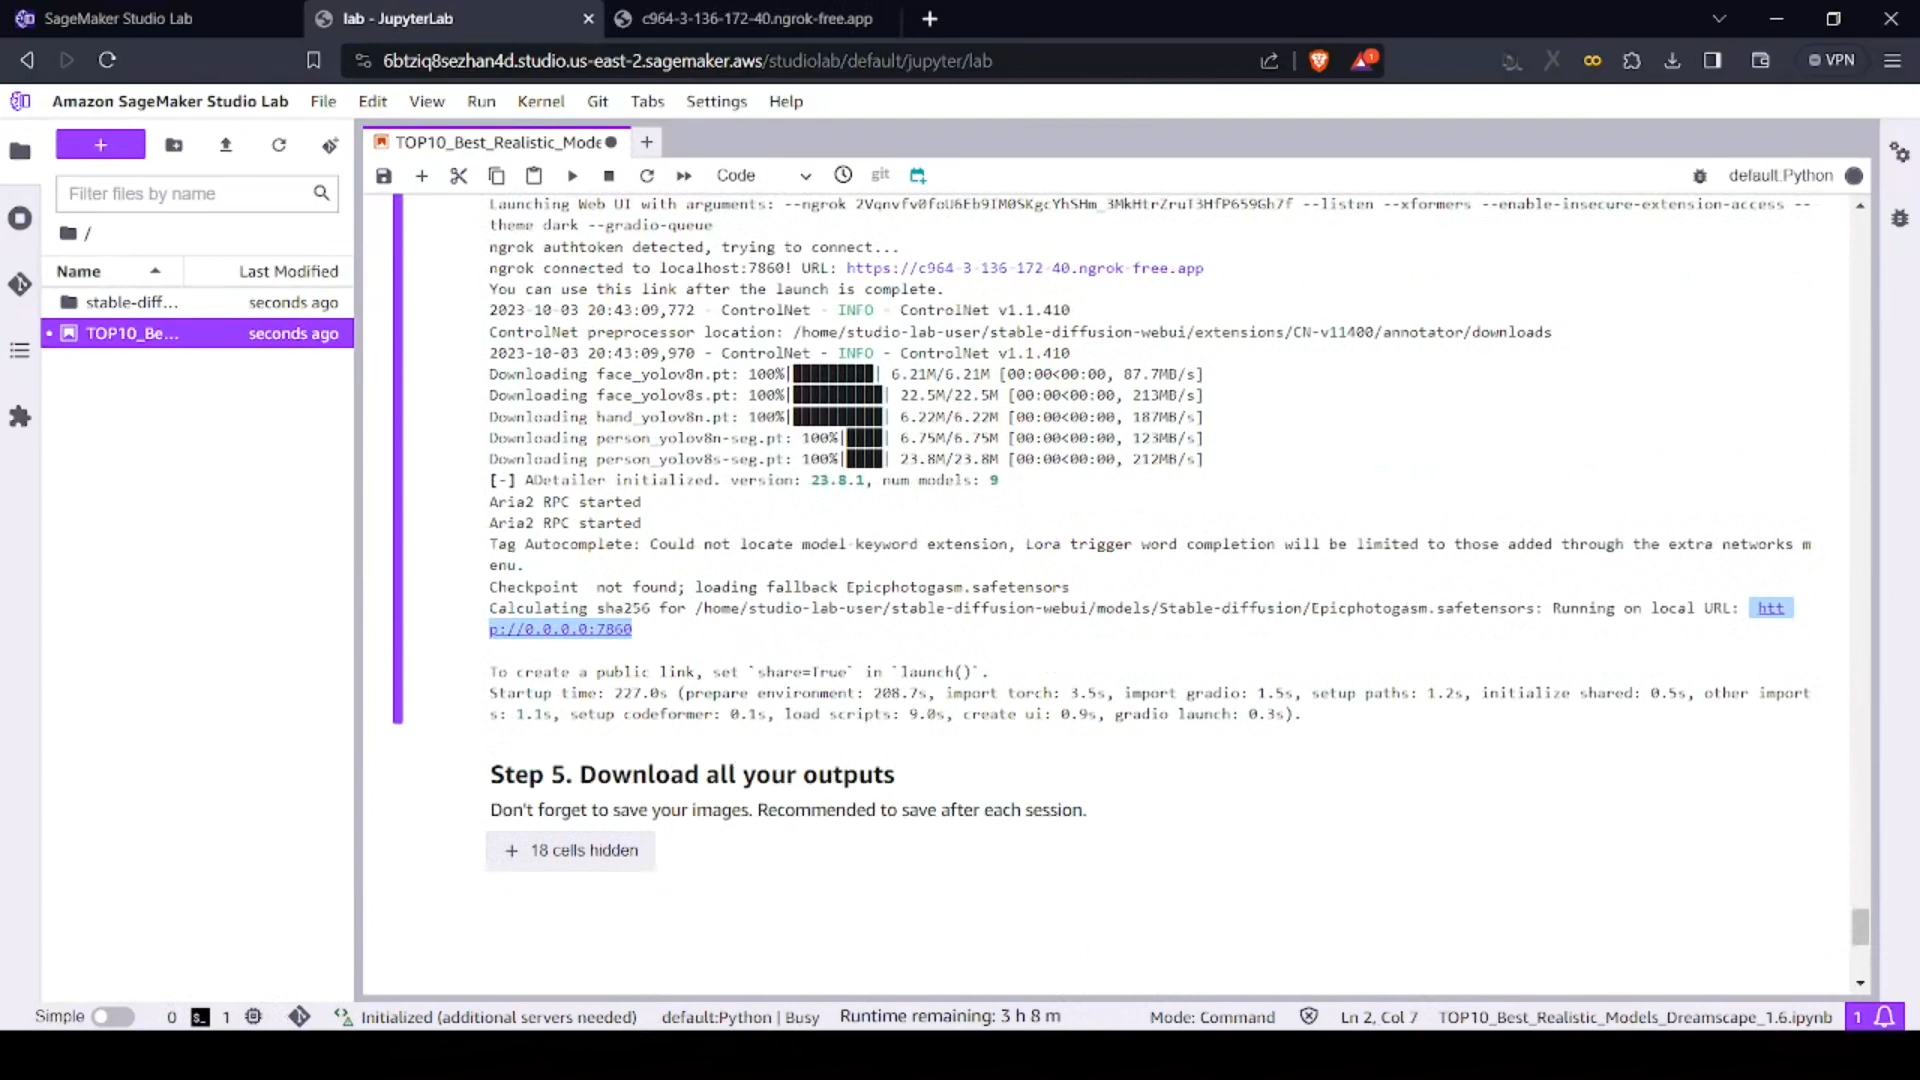 SageMaker Studio Lab
lab - JupyterLab
c964-3-136-172-40.ngrok-free.app
6btziq8sezhan4d.studio.us-east-2.sagemaker.aws/studiolab/default/jupyter/lab
1
VPN
Amazon SageMaker Studio Lab File Edit View Run Kernel Git Tabs Settings Help
TOP10_Best_Realistic_Mode
Filter files by name
Code
git
default:Python
/
Name Last Modified
stable-diff... seconds ago
TOP10_Be... seconds ago
Launching Web UI with arguments: --ngrok --listen --xformers --enable-insecure-extension-access --
theme dark --gradio-queue
ngrok authtoken detected, trying to connect...
ngrok connected to localhost:7860! URL: https://c964-3-136-172-40.ngrok-free.app
You can use this link after the launch is complete.
2023-10-03 20:43:09,772 - ControlNet - INFO - ControlNet v1.1.410
ControlNet preprocessor location: /home/studio-lab-user/stable-diffusion-webui/extensions/CN-v11400/annotator/downloads
2023-10-03 20:43:09,970 - ControlNet - INFO - ControlNet v1.1.410
Downloading face_yolov8n.pt: 100%| | 6.21M/6.21M [00:00<00:00, 87.7MB/s]
Downloading face_yolov8s.pt: 100%| | 22.5M/22.5M [00:00<00:00, 213MB/s]
Downloading hand_yolov8n.pt: 100%| | 6.22M/6.22M [00:00<00:00, 187MB/s]
Downloading person_yolov8n-seg.pt: 100%| | 6.75M/6.75M [00:00<00:00, 123MB/s]
Downloading person_yolov8s-seg.pt: 100%| | 23.8M/23.8M [00:00<00:00, 212MB/s]
[-] ADetailer initialized. version: 23.8.1, num models: 9
Aria2 RPC started
Aria2 RPC started
Tag Autocomplete: Could not locate model-keyword extension, Lora trigger word completion will be limited to those added through the extra networks m
enu.
Checkpoint  not found; loading fallback Epicphotogasm.safetensors
Calculating sha256 for /home/studio-lab-user/stable-diffusion-webui/models/Stable-diffusion/Epicphotogasm.safetensors: Running on local URL: htt
p://0.0.0.0:7860
To create a public link, set `share=True` in `launch()`.
Startup time: 227.0s (prepare environment: 208.7s, import torch: 3.5s, import gradio: 1.5s, setup paths: 1.2s, initialize shared: 0.5s, other import
s: 1.1s, setup codeformer: 0.1s, load scripts: 9.0s, create ui: 0.9s, gradio launch: 0.3s).
Step 5. Download all your outputs
Don't forget to save your images. Recommended to save after each session.
+ 18 cells hidden
Simple 0 1 Initialized (additional servers needed) default:Python | Busy Runtime remaining: 3 h 8 m Mode: Command Ln 2, Col 7 TOP10_Best_Realistic_Models_Dreamscape_1.6.ipynb 1